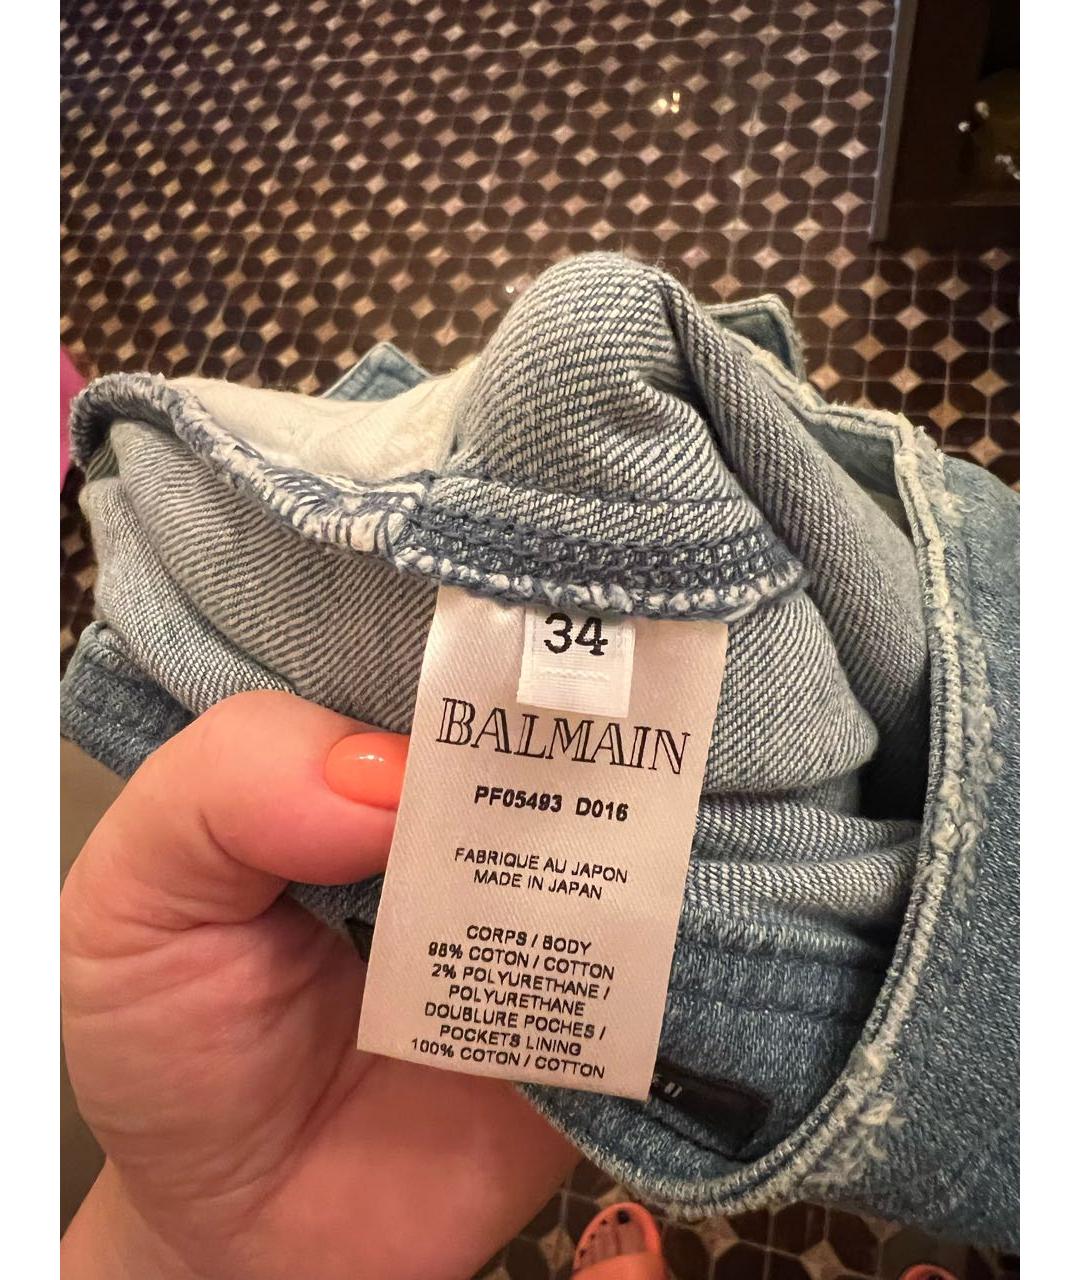 34
BALMAIN
PF05493 D016
FABRIQUE AU JAPON
MADE IN JAPAN
CORPS / BODY
98% COTON / COTTON
2% POLYURETHANE /
POLYURETHANE
DOUBLURE POCHES /
POCKETS LINING
100% COTON / COTTON